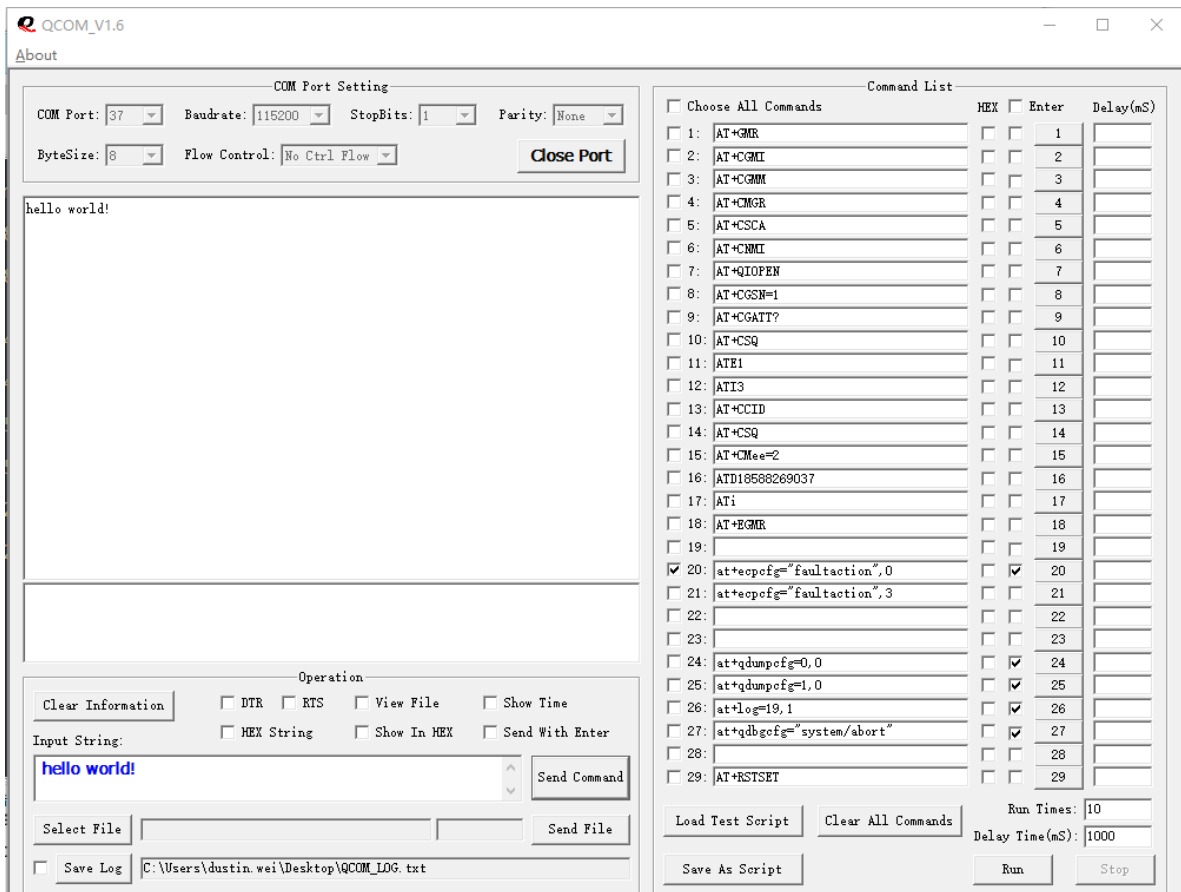 QCOM_V1.6
About
COM Port Setting
COM Port: 37 Baudrate: 115200 StopBits: 1 Parity: None
ByteSize: 8 Flow Control: No Ctrl Flow Close Port
hello world!
Operation
Clear Information DTR RTS View File Show Time
HEX String Show In HEX Send With Enter
Input String:
hello world!
Send Command
Select File Send File
Save Log C:\Users\dustin.wei\Desktop\QCOM_LOG.txt
Command List
Choose All Commands HEX Enter Delay(mS)
1: AT+GMR 1
2: AT+CGMI 2
3: AT+CGMM 3
4: AT+CMGR 4
5: AT+CSCA 5
6: AT+CNMI 6
7: AT+QIOPEN 7
8: AT+CGSN=1 8
9: AT+CGATT? 9
10: AT+CSQ 10
11: ATE1 11
12: ATI3 12
13: AT+CCID 13
14: AT+CSQ 14
15: AT+CMee=2 15
16: ATD18588269037 16
17: ATi 17
18: AT+EGMR 18
19: 19
20: at+ecpcfg="faultaction",0 20
21: at+ecpcfg="faultaction",3 21
22: 22
23: 23
24: at+qdumpcfg=0,0 24
25: at+qdumpcfg=1,0 25
26: at+log=19,1 26
27: at+qdbgcfg="system/abort" 27
28: 28
29: AT+RSTSET 29
Load Test Script Clear All Commands Run Times: 10
Delay Time(mS): 1000
Save As Script Run Stop